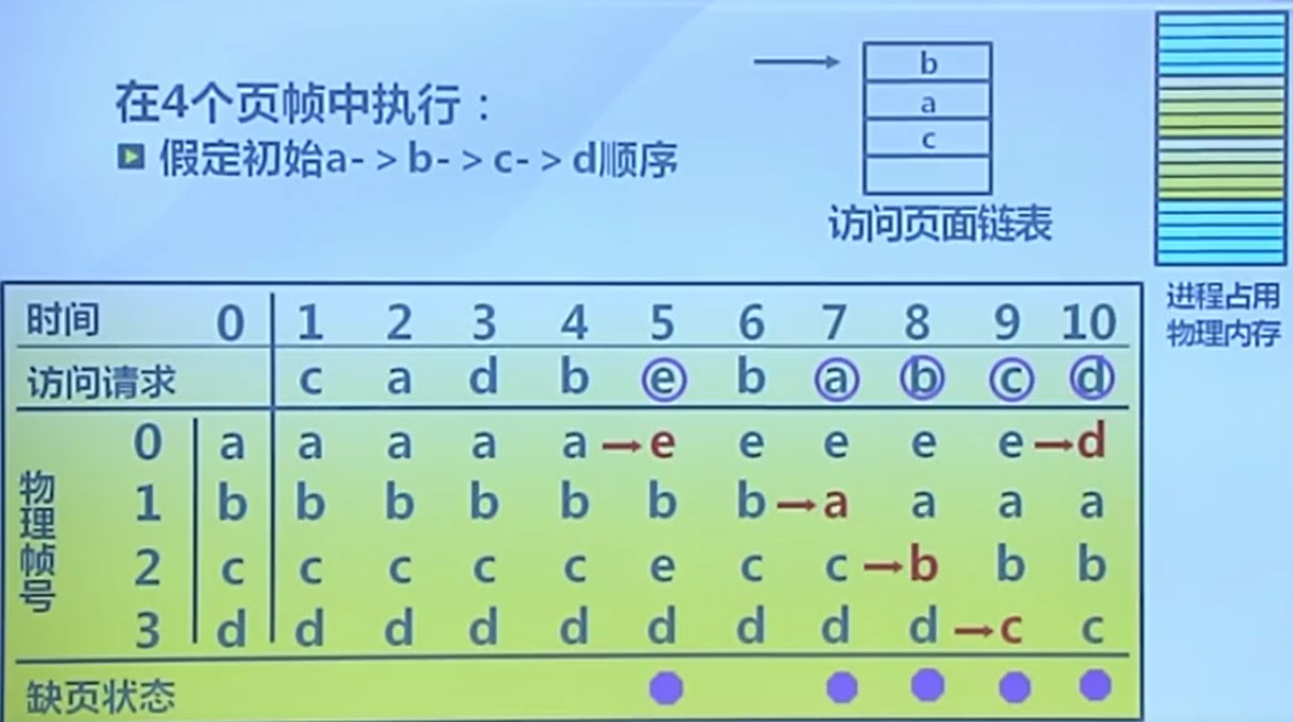 在4个页帧中执行：
假定初始a->b->c->d顺序
b
a
c
访问页面链表
进程占用
物理内存
时间 0 1 2 3 4 5 6 7 8 9 10
访问请求 c a d b e b a b c d
物理帧号
0 a a a a a→e e e e e→d
1 b b b b b b b→a a a a
2 c c c c c e c c→b b b
3 d d d d d d d d d→c c
缺页状态